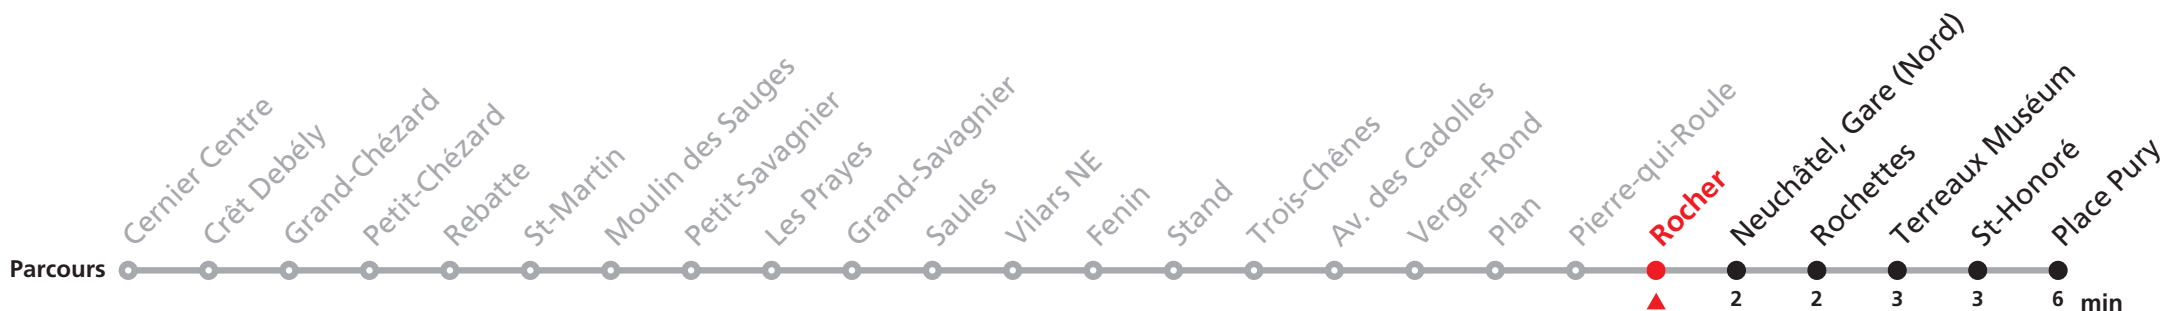 Cernier Centre
Crêt Debély
Grand-Chézard
Petit-Chézard
Rebatte
St-Martin
Moulin des Sauges
Petit-Savagnier
Les Prayes
Grand-Savagnier
Saules
Vilars NE
Fenin
Stand
Trois-Chênes
Av. des Cadolles
Verger-Rond
Plan
Pierre-qui-Roule
Rocher
Neuchâtel, Gare (Nord)
Rochettes
Terreaux Muséum
St-Honoré
Place Pury
Parcours
2 2 3 3 6 min